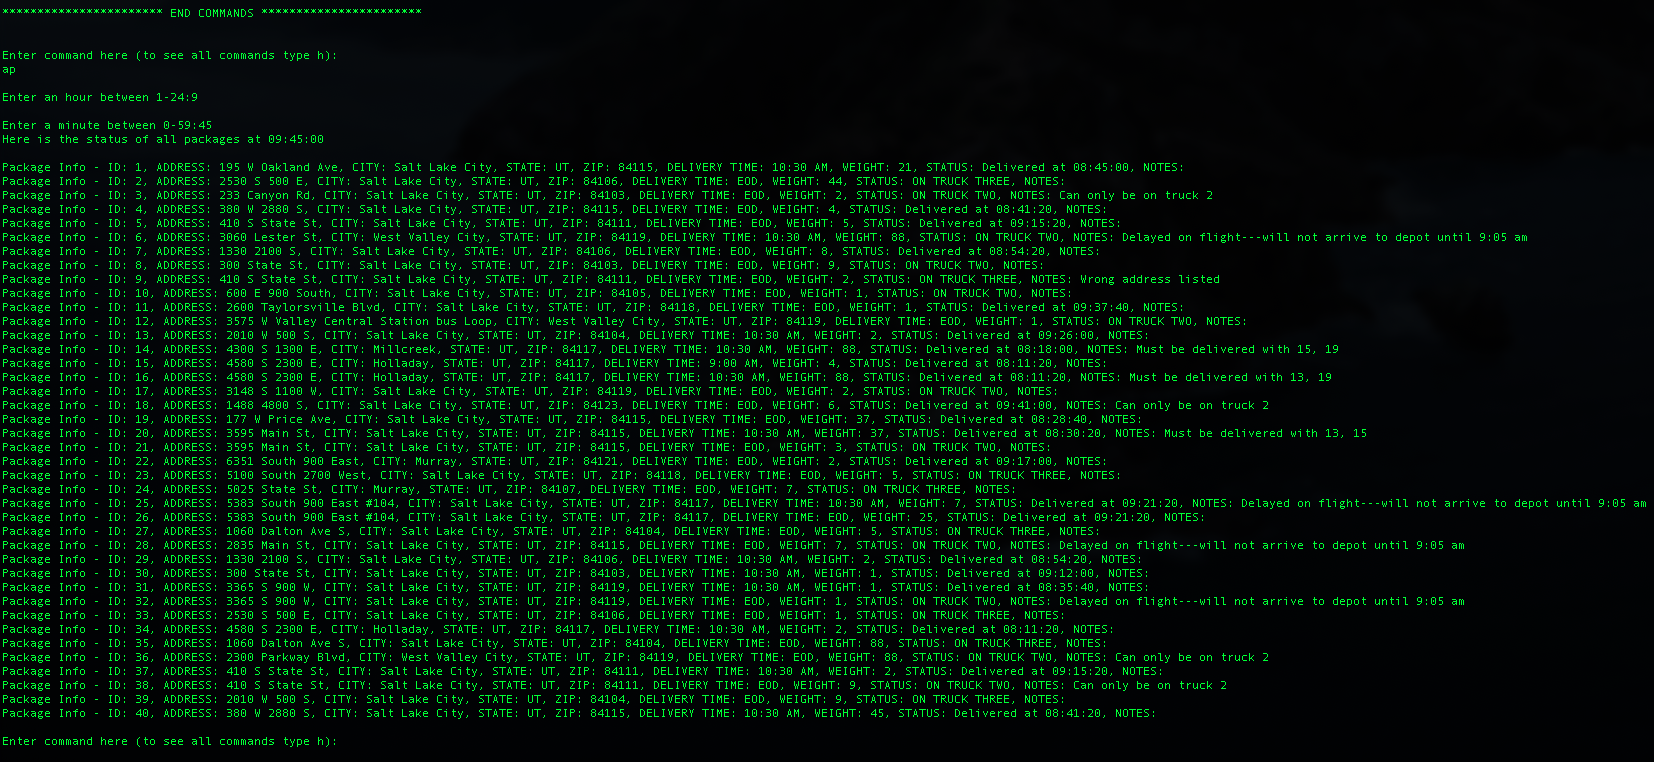 *********************** END COMMANDS ***********************
Enter command here (to see all commands type h):
ap
Enter an hour between 1-24:9
Enter a minute between 0-59:45
Here is the status of all packages at 09:45:00
Package Info - ID: 1, ADDRESS: 195 W Oakland Ave, CITY: Salt Lake City, STATE: UT, ZIP: 84115, DELIVERY TIME: 10:30 AM, WEIGHT: 21, STATUS: Delivered at 08:45:00, NOTES:
Package Info - ID: 2, ADDRESS: 2530 S 500 E, CITY: Salt Lake City, STATE: UT, ZIP: 84106, DELIVERY TIME: EOD, WEIGHT: 44, STATUS: ON TRUCK THREE, NOTES:
Package Info - ID: 3, ADDRESS: 233 Canyon Rd, CITY: Salt Lake City, STATE: UT, ZIP: 84103, DELIVERY TIME: EOD, WEIGHT: 2, STATUS: ON TRUCK TWO, NOTES: Can only be on truck 2
Package Info - ID: 4, ADDRESS: 380 W 2880 S, CITY: Salt Lake City, STATE: UT, ZIP: 84115, DELIVERY TIME: EOD, WEIGHT: 4, STATUS: Delivered at 08:41:20, NOTES:
Package Info - ID: 5, ADDRESS: 410 S State St, CITY: Salt Lake City, STATE: UT, ZIP: 84111, DELIVERY TIME: EOD, WEIGHT: 5, STATUS: Delivered at 09:15:20, NOTES:
Package Info - ID: 6, ADDRESS: 3060 Lester St, CITY: West Valley City, STATE: UT, ZIP: 84119, DELIVERY TIME: 10:30 AM, WEIGHT: 88, STATUS: ON TRUCK TWO, NOTES: Delayed on flight---will not arrive to depot until 9:05 am
Package Info - ID: 7, ADDRESS: 1330 2100 S, CITY: Salt Lake City, STATE: UT, ZIP: 84106, DELIVERY TIME: EOD, WEIGHT: 8, STATUS: Delivered at 08:54:20, NOTES:
Package Info - ID: 8, ADDRESS: 300 State St, CITY: Salt Lake City, STATE: UT, ZIP: 84103, DELIVERY TIME: EOD, WEIGHT: 9, STATUS: ON TRUCK TWO, NOTES:
Package Info - ID: 9, ADDRESS: 410 S State St, CITY: Salt Lake City, STATE: UT, ZIP: 84111, DELIVERY TIME: EOD, WEIGHT: 2, STATUS: ON TRUCK THREE, NOTES: Wrong address listed
Package Info - ID: 10, ADDRESS: 600 E 900 South, CITY: Salt Lake City, STATE: UT, ZIP: 84105, DELIVERY TIME: EOD, WEIGHT: 1, STATUS: ON TRUCK TWO, NOTES:
Package Info - ID: 11, ADDRESS: 2600 Taylorsville Blvd, CITY: Salt Lake City, STATE: UT, ZIP: 84118, DELIVERY TIME: EOD, WEIGHT: 1, STATUS: Delivered at 09:37:40, NOTES:
Package Info - ID: 12, ADDRESS: 3575 W Valley Central Station bus Loop, CITY: West Valley City, STATE: UT, ZIP: 84119, DELIVERY TIME: EOD, WEIGHT: 1, STATUS: ON TRUCK TWO, NOTES:
Package Info - ID: 13, ADDRESS: 2010 W 500 S, CITY: Salt Lake City, STATE: UT, ZIP: 84104, DELIVERY TIME: 10:30 AM, WEIGHT: 2, STATUS: Delivered at 09:26:00, NOTES:
Package Info - ID: 14, ADDRESS: 4300 S 1300 E, CITY: Millcreek, STATE: UT, ZIP: 84117, DELIVERY TIME: 10:30 AM, WEIGHT: 88, STATUS: Delivered at 08:18:00, NOTES: Must be delivered with 15, 19
Package Info - ID: 15, ADDRESS: 4580 S 2300 E, CITY: Holladay, STATE: UT, ZIP: 84117, DELIVERY TIME: 9:00 AM, WEIGHT: 4, STATUS: Delivered at 08:11:20, NOTES:
Package Info - ID: 16, ADDRESS: 4580 S 2300 E, CITY: Holladay, STATE: UT, ZIP: 84117, DELIVERY TIME: 10:30 AM, WEIGHT: 88, STATUS: Delivered at 08:11:20, NOTES: Must be delivered with 13, 19
Package Info - ID: 17, ADDRESS: 3148 S 1100 W, CITY: Salt Lake City, STATE: UT, ZIP: 84119, DELIVERY TIME: EOD, WEIGHT: 2, STATUS: ON TRUCK TWO, NOTES:
Package Info - ID: 18, ADDRESS: 1488 4800 S, CITY: Salt Lake City, STATE: UT, ZIP: 84123, DELIVERY TIME: EOD, WEIGHT: 6, STATUS: Delivered at 09:41:00, NOTES: Can only be on truck 2
Package Info - ID: 19, ADDRESS: 177 W Price Ave, CITY: Salt Lake City, STATE: UT, ZIP: 84115, DELIVERY TIME: EOD, WEIGHT: 37, STATUS: Delivered at 08:28:40, NOTES:
Package Info - ID: 20, ADDRESS: 3595 Main St, CITY: Salt Lake City, STATE: UT, ZIP: 84115, DELIVERY TIME: 10:30 AM, WEIGHT: 37, STATUS: Delivered at 08:30:20, NOTES: Must be delivered with 13, 15
Package Info - ID: 21, ADDRESS: 3595 Main St, CITY: Salt Lake City, STATE: UT, ZIP: 84115, DELIVERY TIME: EOD, WEIGHT: 3, STATUS: ON TRUCK TWO, NOTES:
Package Info - ID: 22, ADDRESS: 6351 South 900 East, CITY: Murray, STATE: UT, ZIP: 84121, DELIVERY TIME: EOD, WEIGHT: 2, STATUS: Delivered at 09:17:00, NOTES:
Package Info - ID: 23, ADDRESS: 5100 South 2700 West, CITY: Salt Lake City, STATE: UT, ZIP: 84118, DELIVERY TIME: EOD, WEIGHT: 5, STATUS: ON TRUCK THREE, NOTES:
Package Info - ID: 24, ADDRESS: 5025 State St, CITY: Murray, STATE: UT, ZIP: 84107, DELIVERY TIME: EOD, WEIGHT: 7, STATUS: ON TRUCK THREE, NOTES:
Package Info - ID: 25, ADDRESS: 5383 South 900 East #104, CITY: Salt Lake City, STATE: UT, ZIP: 84117, DELIVERY TIME: 10:30 AM, WEIGHT: 7, STATUS: Delivered at 09:21:20, NOTES: Delayed on flight---will not arrive to depot until 9:05 am
Package Info - ID: 26, ADDRESS: 5383 South 900 East #104, CITY: Salt Lake City, STATE: UT, ZIP: 84117, DELIVERY TIME: EOD, WEIGHT: 25, STATUS: Delivered at 09:21:20, NOTES:
Package Info - ID: 27, ADDRESS: 1060 Dalton Ave S, CITY: Salt Lake City, STATE: UT, ZIP: 84104, DELIVERY TIME: EOD, WEIGHT: 5, STATUS: ON TRUCK THREE, NOTES:
Package Info - ID: 28, ADDRESS: 2835 Main St, CITY: Salt Lake City, STATE: UT, ZIP: 84115, DELIVERY TIME: EOD, WEIGHT: 7, STATUS: ON TRUCK TWO, NOTES: Delayed on flight---will not arrive to depot until 9:05 am
Package Info - ID: 29, ADDRESS: 1330 2100 S, CITY: Salt Lake City, STATE: UT, ZIP: 84106, DELIVERY TIME: 10:30 AM, WEIGHT: 2, STATUS: Delivered at 08:54:20, NOTES:
Package Info - ID: 30, ADDRESS: 300 State St, CITY: Salt Lake City, STATE: UT, ZIP: 84103, DELIVERY TIME: 10:30 AM, WEIGHT: 1, STATUS: Delivered at 09:12:00, NOTES:
Package Info - ID: 31, ADDRESS: 3365 S 900 W, CITY: Salt Lake City, STATE: UT, ZIP: 84119, DELIVERY TIME: 10:30 AM, WEIGHT: 1, STATUS: Delivered at 08:35:40, NOTES:
Package Info - ID: 32, ADDRESS: 3365 S 900 W, CITY: Salt Lake City, STATE: UT, ZIP: 84119, DELIVERY TIME: EOD, WEIGHT: 1, STATUS: ON TRUCK TWO, NOTES: Delayed on flight---will not arrive to depot until 9:05 am
Package Info - ID: 33, ADDRESS: 2530 S 500 E, CITY: Salt Lake City, STATE: UT, ZIP: 84106, DELIVERY TIME: EOD, WEIGHT: 1, STATUS: ON TRUCK THREE, NOTES:
Package Info - ID: 34, ADDRESS: 4580 S 2300 E, CITY: Holladay, STATE: UT, ZIP: 84117, DELIVERY TIME: 10:30 AM, WEIGHT: 2, STATUS: Delivered at 08:11:20, NOTES:
Package Info - ID: 35, ADDRESS: 1060 Dalton Ave S, CITY: Salt Lake City, STATE: UT, ZIP: 84104, DELIVERY TIME: EOD, WEIGHT: 88, STATUS: ON TRUCK THREE, NOTES:
Package Info - ID: 36, ADDRESS: 2300 Parkway Blvd, CITY: West Valley City, STATE: UT, ZIP: 84119, DELIVERY TIME: EOD, WEIGHT: 88, STATUS: ON TRUCK TWO, NOTES: Can only be on truck 2
Package Info - ID: 37, ADDRESS: 410 S State St, CITY: Salt Lake City, STATE: UT, ZIP: 84111, DELIVERY TIME: 10:30 AM, WEIGHT: 2, STATUS: Delivered at 09:15:20, NOTES:
Package Info - ID: 38, ADDRESS: 410 S State St, CITY: Salt Lake City, STATE: UT, ZIP: 84111, DELIVERY TIME: EOD, WEIGHT: 9, STATUS: ON TRUCK TWO, NOTES: Can only be on truck 2
Package Info - ID: 39, ADDRESS: 2010 W 500 S, CITY: Salt Lake City, STATE: UT, ZIP: 84104, DELIVERY TIME: EOD, WEIGHT: 9, STATUS: ON TRUCK THREE, NOTES:
Package Info - ID: 40, ADDRESS: 380 W 2880 S, CITY: Salt Lake City, STATE: UT, ZIP: 84115, DELIVERY TIME: 10:30 AM, WEIGHT: 45, STATUS: Delivered at 08:41:20, NOTES:
Enter command here (to see all commands type h):